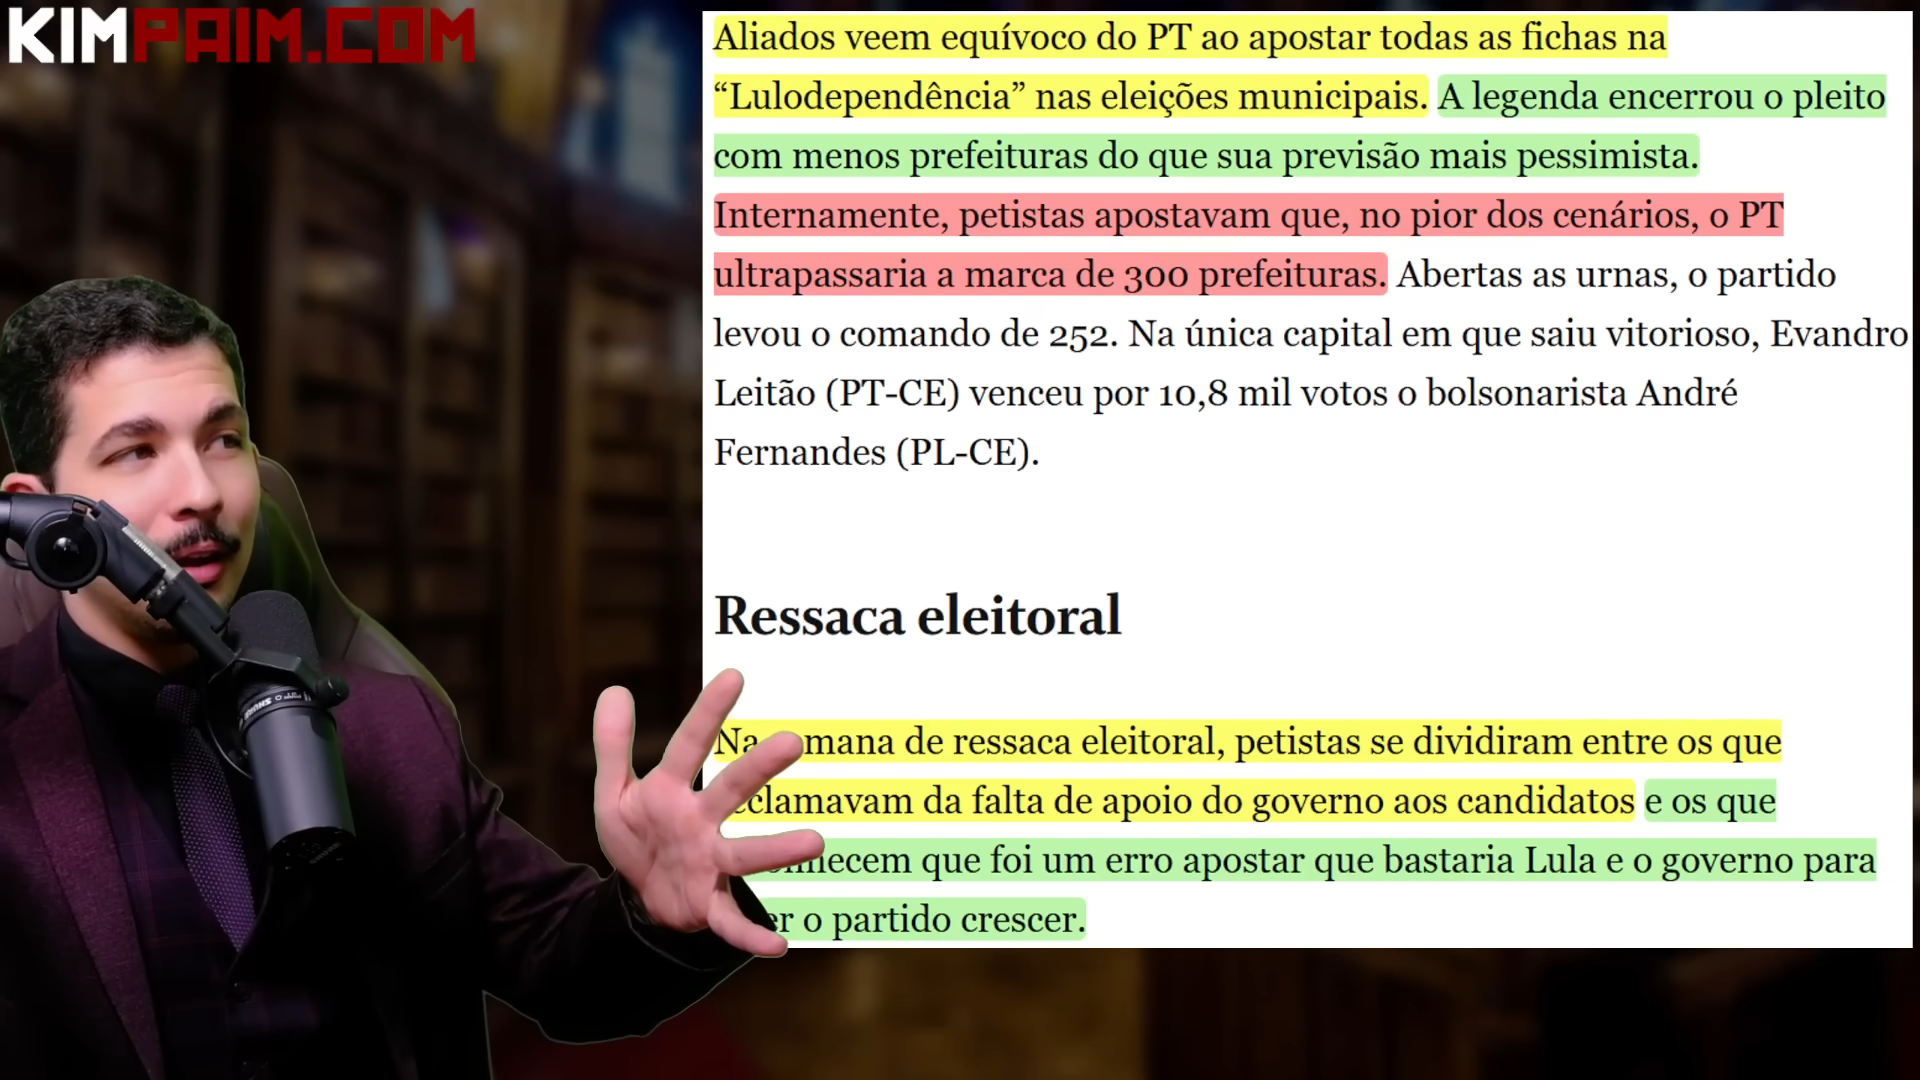 KIMPAIM.COM
Aliados veem equívoco do PT ao apostar todas as fichas na
“Lulodependência” nas eleições municipais. A legenda encerrou o pleito
com menos prefeituras do que sua previsão mais pessimista.
Internamente, petistas apostavam que, no pior dos cenários, o PT
ultrapassaria a marca de 300 prefeituras. Abertas as urnas, o partido
levou o comando de 252. Na única capital em que saiu vitorioso, Evandro
Leitão (PT-CE) venceu por 10,8 mil votos o bolsonarista André
Fernandes (PL-CE).
Ressaca eleitoral
Na mana de ressaca eleitoral, petistas se dividiram entre os que
clamavam da falta de apoio do governo aos candidatos e os que
hecem que foi um erro apostar que bastaria Lula e o governo para
er o partido crescer.
SHURE